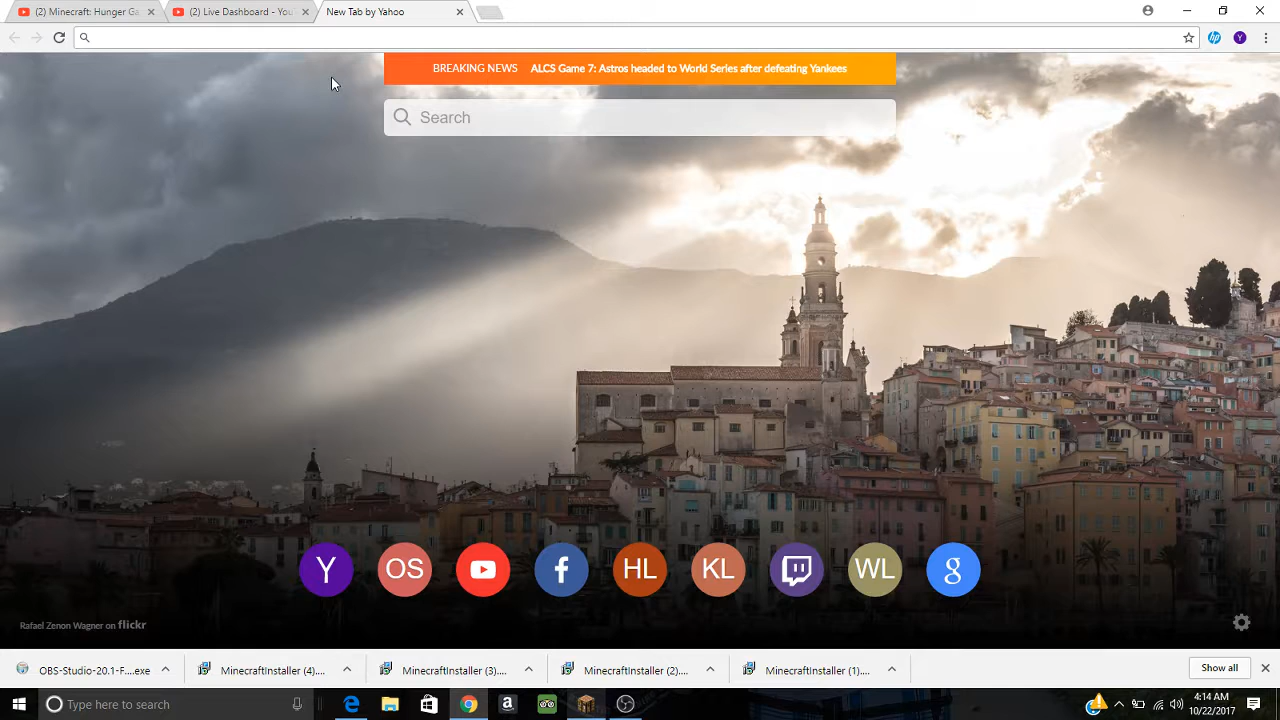 (2) Minecraft: Hunger Ga
(2) Live Dashboard - You
New Tab by Yahoo
BREAKING NEWS ALCS Game 7: Astros headed to World Series after defeating Yankees
Search
Y OS f HL KL WL g
Rafael Zenon Wagner on flickr
OBS-Studio-20.1-F....exe
MinecraftInstaller (4)....
MinecraftInstaller (3)....
MinecraftInstaller (2)....
MinecraftInstaller (1)....
Show all
Type here to search
4:14 AM
10/22/2017